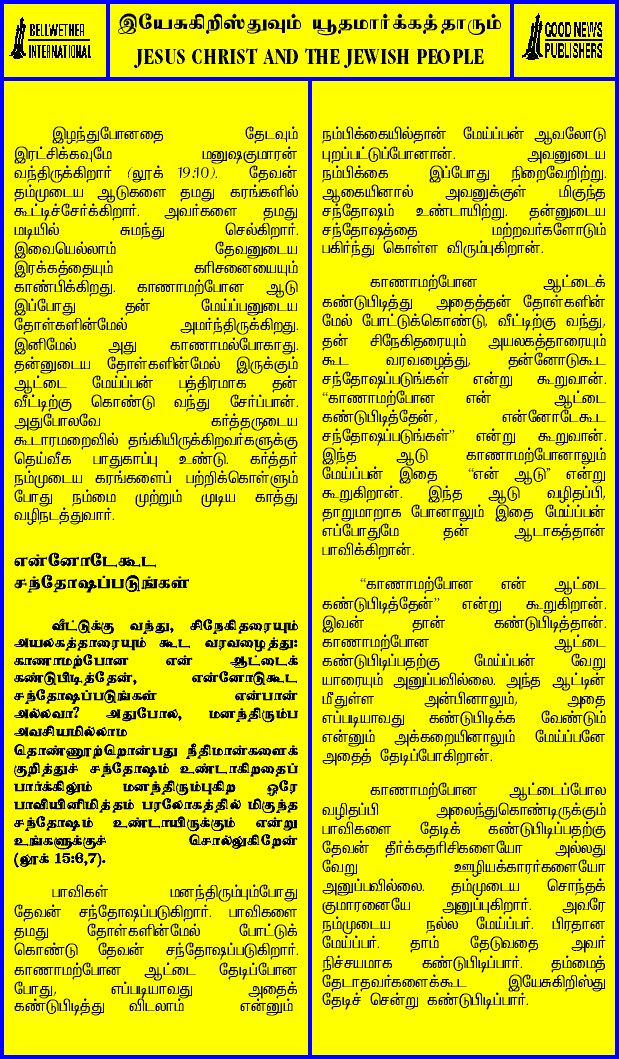 BELLWETHER
INTERNATIONAL
இயேசுகிறிஸ்துவும் யூதமார்க்கத்தாரும்
JESUS CHRIST AND THE JEWISH PEOPLE
GOOD NEWS
PUBLISHERS
இழந்துபோனதை தேடவும்
இரட்சிக்கவுமே மனுஷகுமாரன்
வந்திருக்கிறார் (லூக் 19:10). தேவன்
தம்முடைய ஆடுகளை தமது கரங்களில்
கூட்டிச்சேர்க்கிறார். அவர்களை தமது
மடியில் சுமந்து செல்கிறார்.
இவையெல்லாம் தேவனுடைய
இரக்கத்தையும் கரிசனையையும்
காண்பிக்கிறது. காணாமற்போன ஆடு
இப்போது தன் மேய்ப்பனுடைய
தோள்களின்மேல் அமர்ந்திருக்கிறது.
இனிமேல் அது காணாமல்போகாது.
தன்னுடைய தோள்களின்மேல் இருக்கும்
ஆட்டை மேய்ப்பன் பத்திரமாக தன்
வீட்டிற்கு கொண்டு வந்து சேர்ப்பான்.
அதுபோலவே கர்த்தருடைய
கூடாரமறைவில் தங்கியிருக்கிறவர்களுக்கு
தெய்வீக பாதுகாப்பு உண்டு. கர்த்தர்
நம்முடைய கரங்களைப் பற்றிக்கொள்ளும்
போது நம்மை முற்றும் முடிய காத்து
வழிநடத்துவார்.
என்னோடேகூட
சந்தோஷப்படுங்கள்
வீட்டுக்கு வந்து, சிநேகிதரையும்
அயலகத்தாரையும் கூட வரவழைத்து:
காணாமற்போன என் ஆட்டைக்
கண்டுபிடித்தேன், என்னோடுகூட
சந்தோஷப்படுங்கள் என்பான்
அல்லவா? அதுபோல, மனந்திரும்ப
அவசியமில்லாத
தொண்ணூற்றொன்பது நீதிமான்களைக்
குறித்துச் சந்தோஷம் உண்டாகிறதைப்
பார்க்கிலும் மனந்திரும்புகிற ஒரே
பாவியினிமித்தம் பரலோகத்தில் மிகுந்த
சந்தோஷம் உண்டாயிருக்கும் என்று
உங்களுக்குச் சொல்லுகிறேன்
(லூக் 15:6,7).
பாவிகள் மனந்திரும்பும்போது
தேவன் சந்தோஷப்படுகிறார். பாவிகளை
தமது தோள்களின்மேல் போட்டுக்
கொண்டு தேவன் சந்தோஷப்படுகிறார்.
காணாமற்போன ஆட்டை தேடிப்போன
போது, எப்படியாவது அதைக்
கண்டுபிடித்து விடலாம் என்னும்
நம்பிக்கையில்தான் மேய்ப்பன் ஆவலோடு
புறப்பட்டுப்போனான். அவனுடைய
நம்பிக்கை இப்போது நிறைவேறிற்று.
ஆகையினால் அவனுக்குள் மிகுந்த
சந்தோஷம் உண்டாயிற்று. தன்னுடைய
சந்தோஷத்தை மற்றவர்களோடும்
பகிர்ந்து கொள்ள விரும்புகிறான்.
காணாமற்போன ஆட்டைக்
கண்டுபிடித்து அதைத்தன் தோள்களின்
மேல் போட்டுக்கொண்டு, வீட்டிற்கு வந்து,
தன் சிநேகிதரையும் அயலகத்தாரையும்
கூட வரவழைத்து, தன்னோடுகூட
சந்தோஷப்படுங்கள் என்று கூறுவான்.
“காணாமற்போன என் ஆட்டை
கண்டுபிடித்தேன், என்னோடேகூட
சந்தோஷப்படுங்கள்” என்று கூறுவான்.
இந்த ஆடு காணாமற்போனாலும்
மேய்ப்பன் இதை “என் ஆடு” என்று
கூறுகிறான். இந்த ஆடு வழிதப்பி,
தாறுமாறாக போனாலும் இதை மேய்ப்பன்
எப்போதுமே தன் ஆடாகத்தான்
பாவிக்கிறான்.
“காணாமற்போன என் ஆட்டை
கண்டுபிடித்தேன்” என்று கூறுகிறான்.
இவன் தான் கண்டுபிடித்தான்.
காணாமற்போன ஆட்டை
கண்டுபிடிப்பதற்கு மேய்ப்பன் வேறு
யாரையும் அனுப்பவில்லை. அந்த ஆட்டின்
மீதுள்ள அன்பினாலும், அதை
எப்படியாவது கண்டுபிடிக்க வேண்டும்
என்னும் அக்கறையினாலும் மேய்ப்பனே
அதைத் தேடிப்போகிறான்.
காணாமற்போன ஆட்டைப்போல
வழிதப்பி அலைந்துகொண்டிருக்கும்
பாவிகளை தேடிக் கண்டுபிடிப்பதற்கு
தேவன் தீர்க்கதரிசிகளையோ அல்லது
வேறு ஊழியக்காரர்களையோ
அனுப்பவில்லை. தம்முடைய சொந்தக்
குமாரனையே அனுப்புகிறார். அவரே
நம்முடைய நல்ல மேய்ப்பர். பிரதான
மேய்ப்பர். தாம் தேடுவதை அவர்
நிச்சயமாக கண்டுபிடிப்பார். தம்மைத்
தேடாதவர்களைக்கூட இயேசுகிறிஸ்து
தேடிச் சென்று கண்டுபிடிப்பார்.